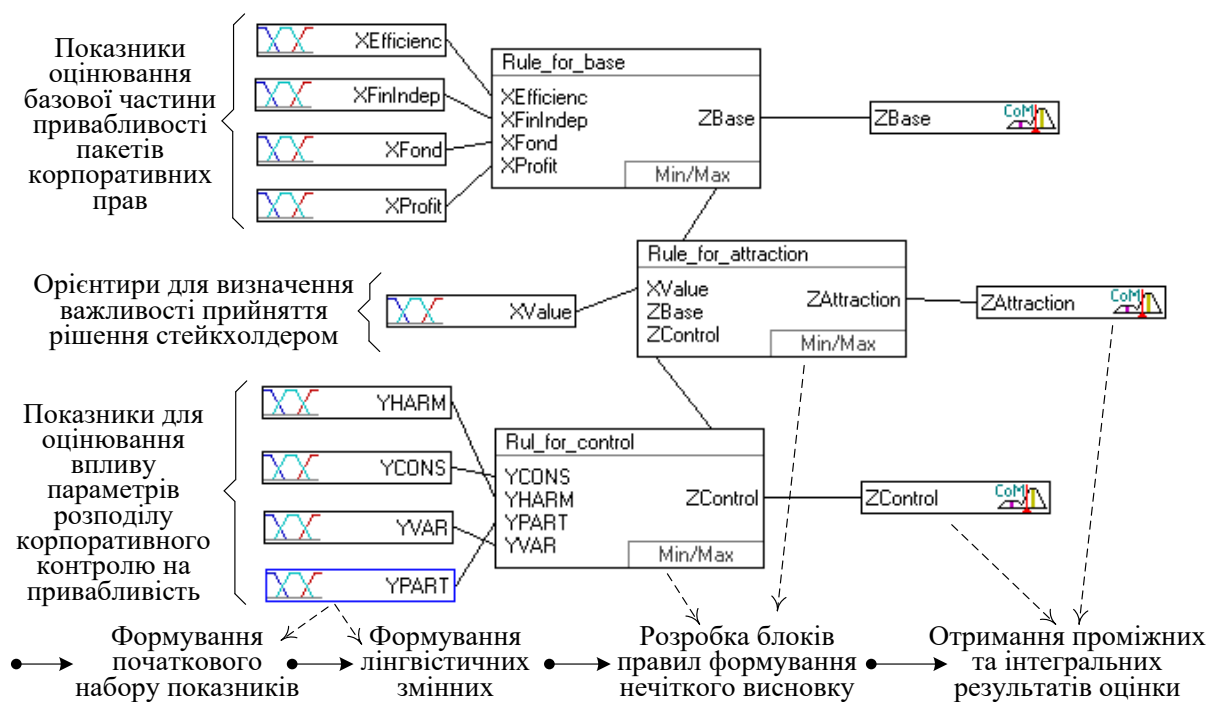 Показники
оцінювання
базової частини
привабливості
пакетів
корпоративних
прав
XEfficienc
XFinIndep
XFond
XProfit
Rule_for_base
XEfficienc
XFinIndep
XFond
XProfit
ZBase
Min/Max
ZBase
CoM
Орієнтири для визначення
важливості прийняття
рішення стейкхолдером
XValue
Rule_for_attraction
XValue
ZBase
ZControl
ZAttraction
Min/Max
ZAttraction
CoM
Показники для
оцінювання
впливу
параметрів
розподілу
корпоративного
контролю на
привабливість
YHARM
YCONS
YVAR
YPART
Rul_for_control
YCONS
YHARM
YPART
YVAR
ZControl
Min/Max
ZControl
CoM
Формування
початкового
набору показників
Формування
лінгвістичних
змінних
Розробка блоків
правил формування
нечіткого висновку
Отримання проміжних
та інтегральних
результатів оцінки